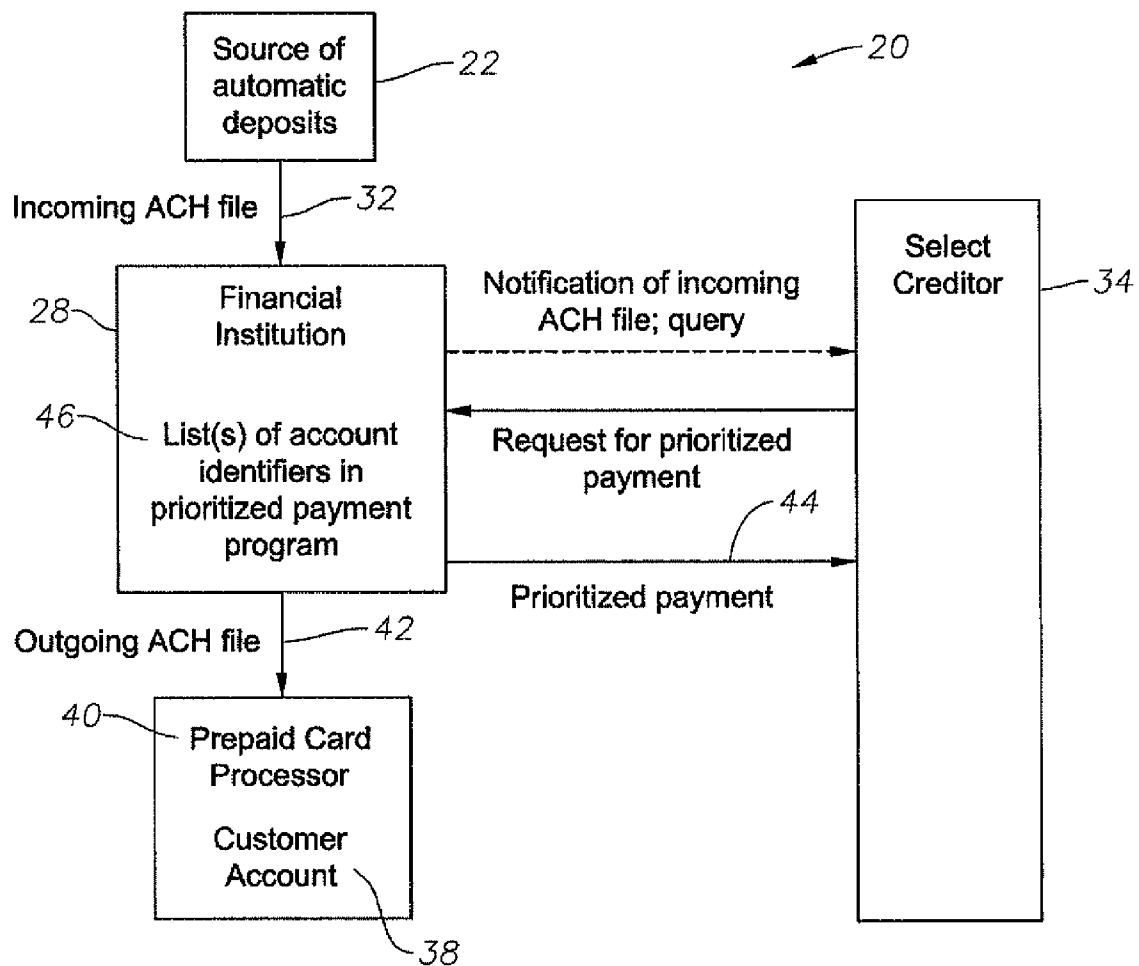 Source of
automatic
deposits
22
20
Incoming ACH file
32
Financial
Institution
28
Notification of incoming
ACH file; query
Select
Creditor
34
46
List(s) of account
identifiers in
prioritized payment
program
Request for prioritized
payment
44
Prioritized payment
Outgoing ACH file
42
40
Prepaid Card
Processor
Customer
Account
38